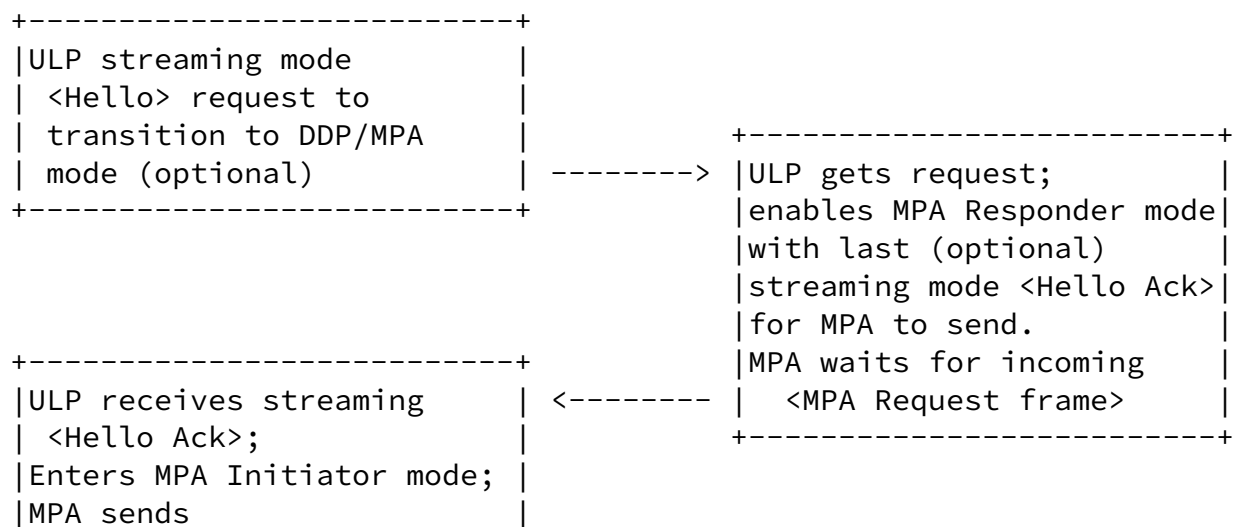 +---------------------------+
|ULP streaming mode         |
| <Hello> request to        |
| transition to DDP/MPA     |           +--------------------------+
| mode (optional)           | --------> |ULP gets request;         |
+---------------------------+           |enables MPA Responder mode|
                                        |with last (optional)      |
                                        |streaming mode <Hello Ack>|
                                        |for MPA to send.          |
+---------------------------+           |MPA waits for incoming    |
|ULP receives streaming     | <-------- |  <MPA Request frame>     |
| <Hello Ack>;              |           +--------------------------+
|Enters MPA Initiator mode; |
|MPA sends                  |